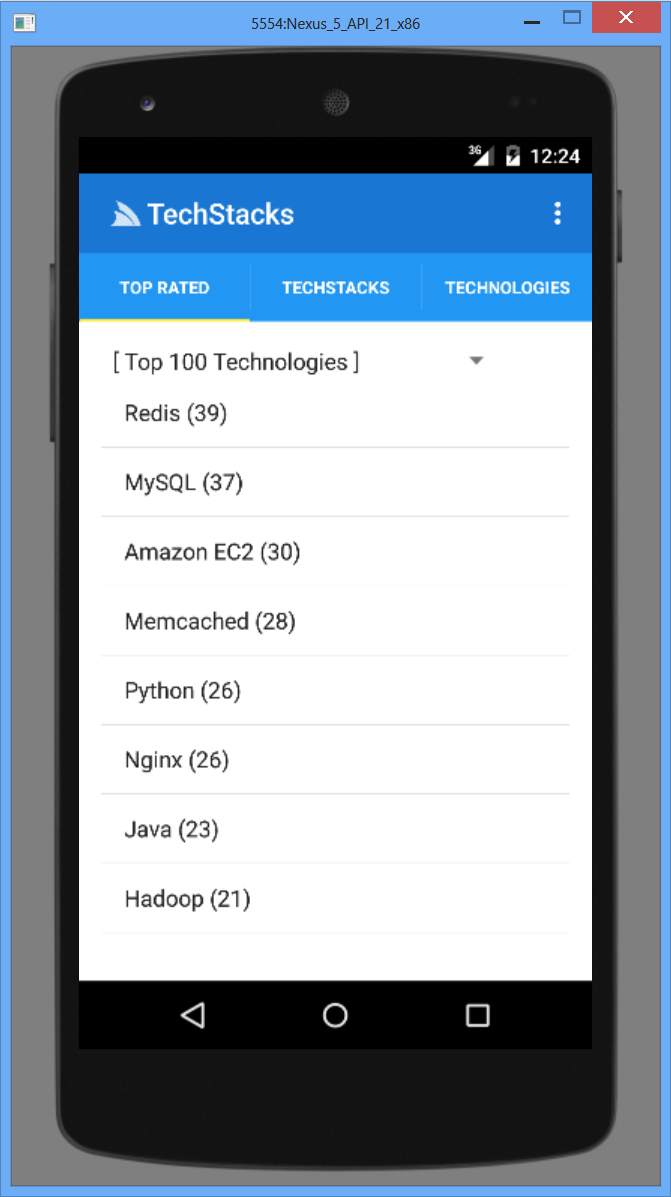 5554:Nexus_5_API_21_x86
3G 12:24
TechStacks
TOP RATED TECHSTACKS TECHNOLOGIES
[ Top 100 Technologies ]
Redis (39)
MySQL (37)
Amazon EC2 (30)
Memcached (28)
Python (26)
Nginx (26)
Java (23)
Hadoop (21)